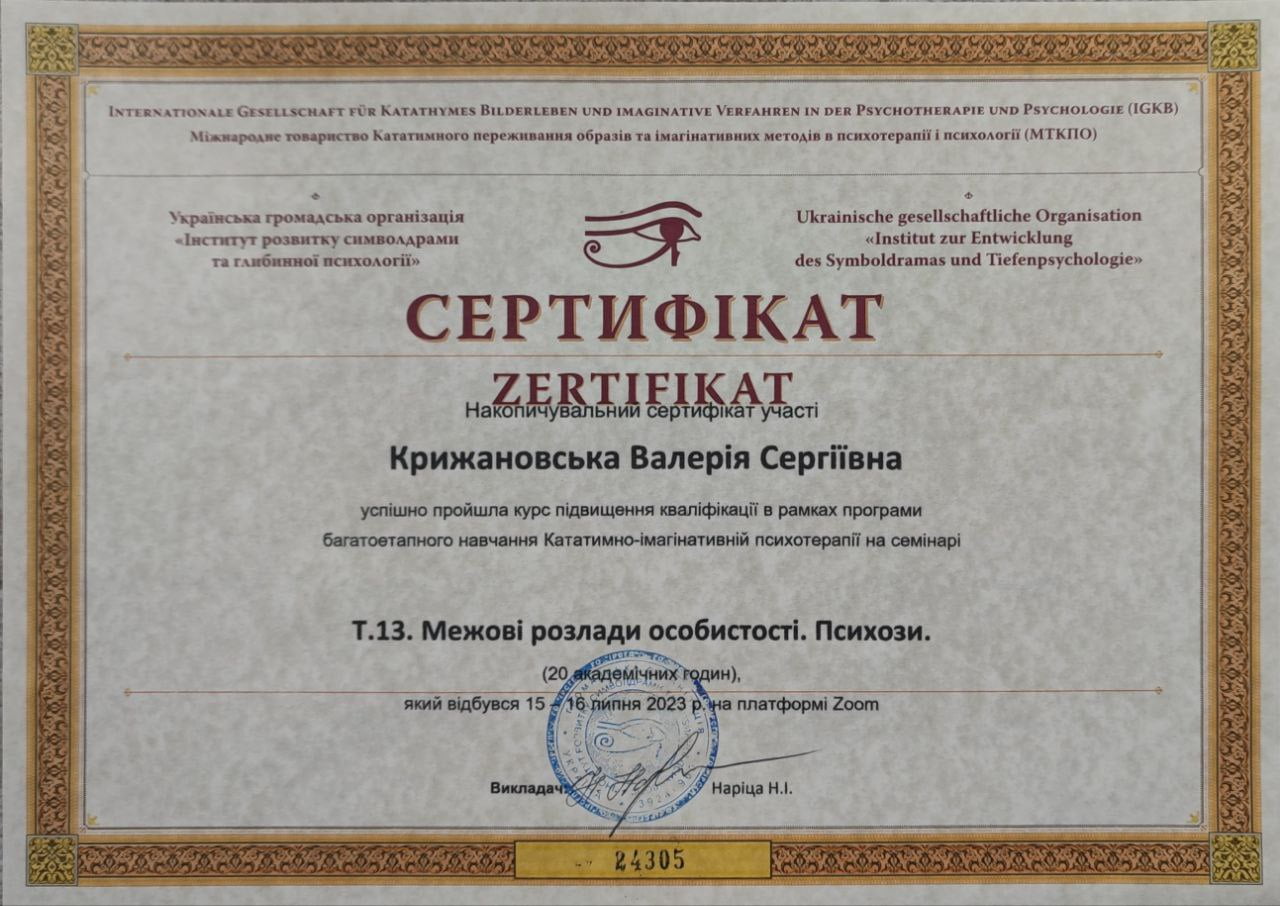 INTERNATIONALE GESELLSCHAFT FÜR KATATHYMES BILDERLEBEN UND IMAGINATIVE VERFAHREN IN DER PSYCHOTHERAPIE UND PSYCHOLOGIE (IGKB)
Міжнародне товариство Кататимного переживання образів та імагінативних методів в психотерапії і психології (МТКПО)
Українська громадська організація
«Інститут розвитку символдрами
та глибинної психології»
Ukrainische gesellschaftliche Organisation
«Institut zur Entwicklung
des Symboldramas und Tiefenpsychologie»
СЕРТИФІКАТ
ZERTIFIKAT
Накопичувальний сертифікат участі
Крижановська Валерія Сергіївна
успішно пройшла курс підвищення кваліфікації в рамках програми
багатоетапного навчання Кататимно-імагінативній психотерапії на семінарі
Т.13. Межові розлади особистості. Психози.
(20 академічних годин),
який відбувся 15 – 16 липня 2023 р. на платформі Zoom
Викладач: Наріца Н.І.
24305